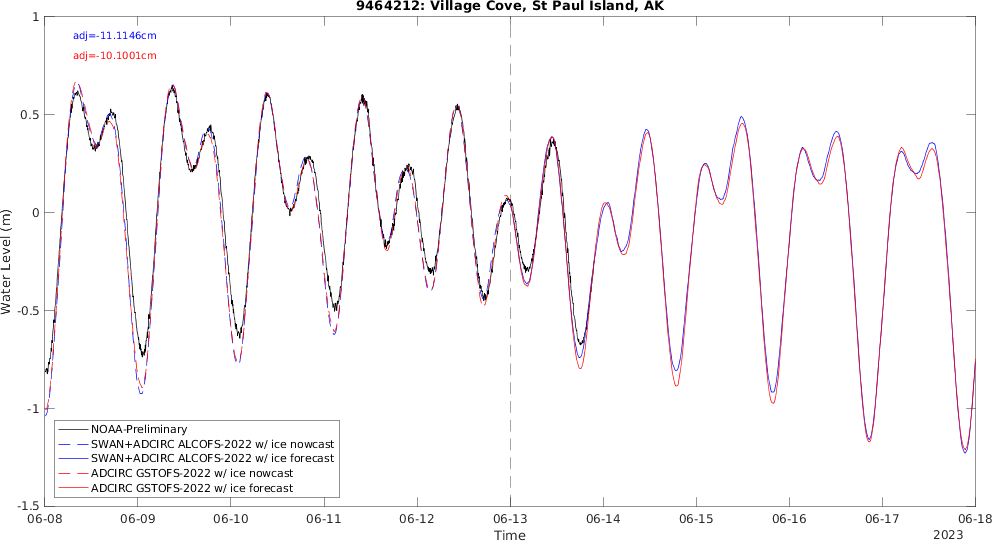 9464212: Village Cove, St Paul Island, AK
adj=-11.1146cm
adj=-10.1001cm
Water Level (m)
1
0.5
0
-0.5
-1
-1.5
NOAA-Preliminary
SWAN+ADCIRC ALCOFS-2022 w/ ice nowcast
SWAN+ADCIRC ALCOFS-2022 w/ ice forecast
ADCIRC GSTOFS-2022 w/ ice nowcast
ADCIRC GSTOFS-2022 w/ ice forecast
06-08 06-09 06-10 06-11 06-12 06-13 06-14 06-15 06-16 06-17 06-18
Time
2023